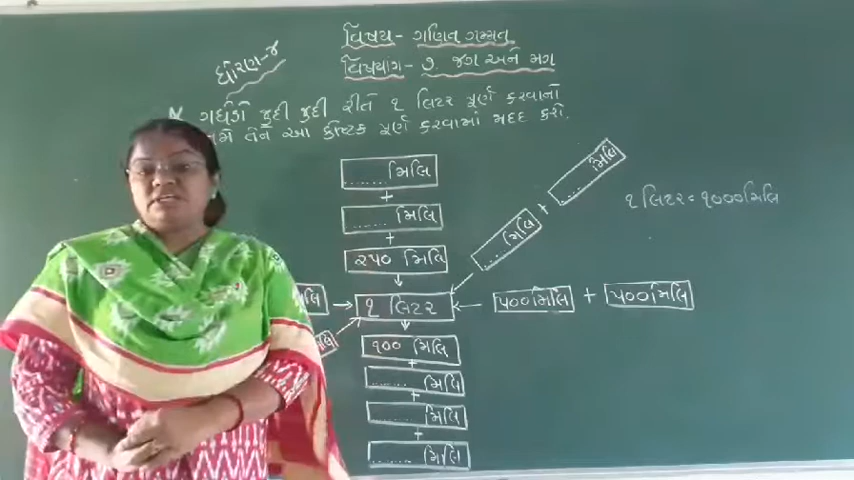 વિષય - ગણિત ગમ્મત
ધોરણ-૪
વિષયાંગ - ૭. જગ અને મગ
ગધેડો જુદી જુદી રીતે ૧ લિટર પૂર્ણ કરવાનો
તેને આ કોષ્ટક પૂર્ણ કરવામાં મદદ કરો.
....... મિલિ
+
....... મિલિ
+
૨૫૦ મિલિ
... મિલિ + ... મિલિ
૧ લિટર = ૧૦૦૦ મિલિ
૧ લિટર
૫૦૦ મિલિ + ૫૦૦ મિલિ
૧૦૦ મિલિ
+
....... મિલિ
+
....... મિલિ
+
....... મિલિ